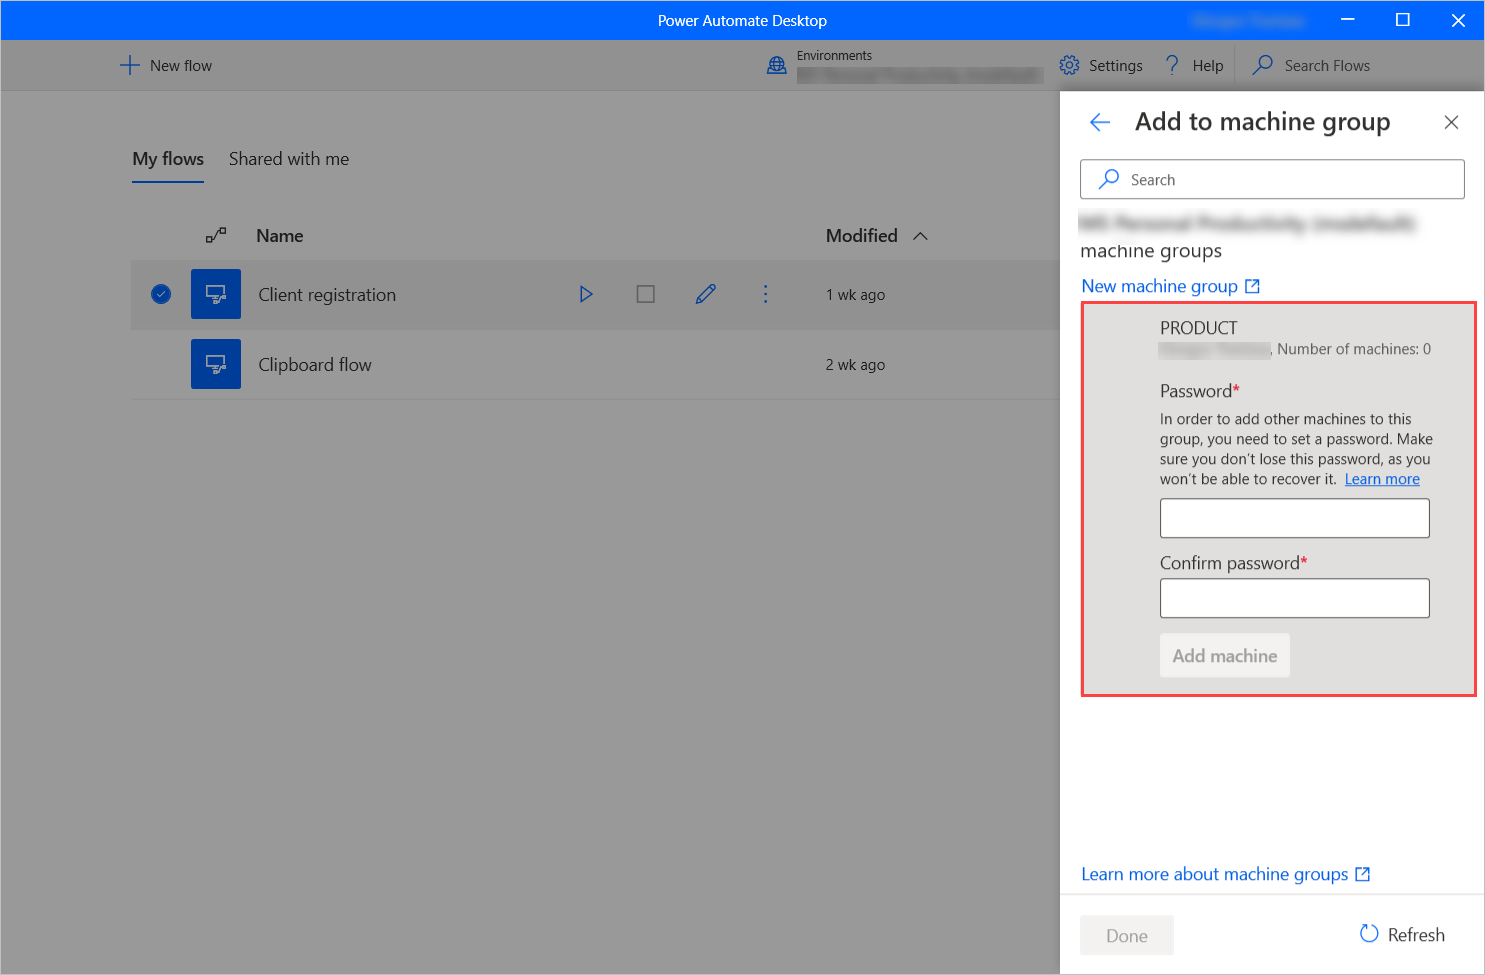 Power Automate Desktop
New flow
Environments
Settings
Help
Search Flows
My flows
Shared with me
Name
Modified
Client registration
1 wk ago
Clipboard flow
2 wk ago
Add to machine group
Search
machine groups
New machine group
PRODUCT
, Number of machines: 0
Password*
In order to add other machines to this
group, you need to set a password. Make
sure you don't lose this password, as you
won't be able to recover it. Learn more
Confirm password*
Add machine
Learn more about machine groups
Done
Refresh